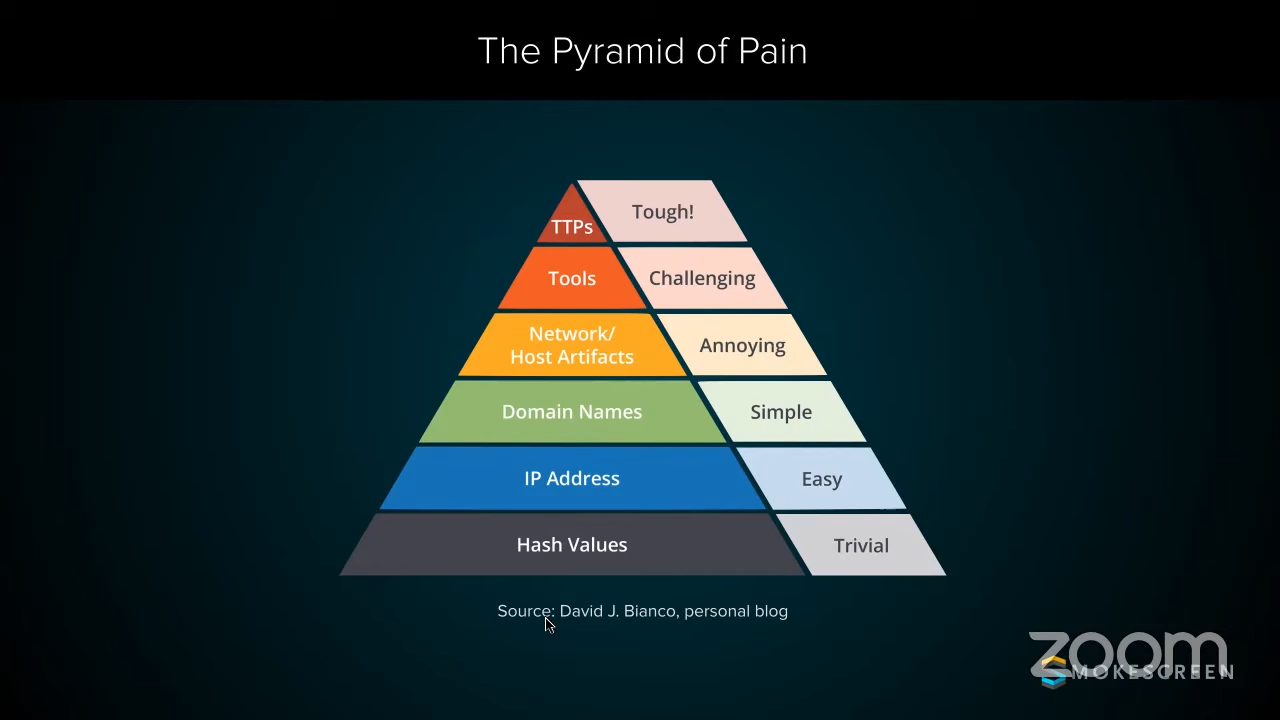 The Pyramid of Pain
TTPs
Tough!
Tools
Challenging
Network/
Host Artifacts
Annoying
Domain Names
Simple
IP Address
Easy
Hash Values
Trivial
Source: David J. Bianco, personal blog
zoom
SMOKESCREEN